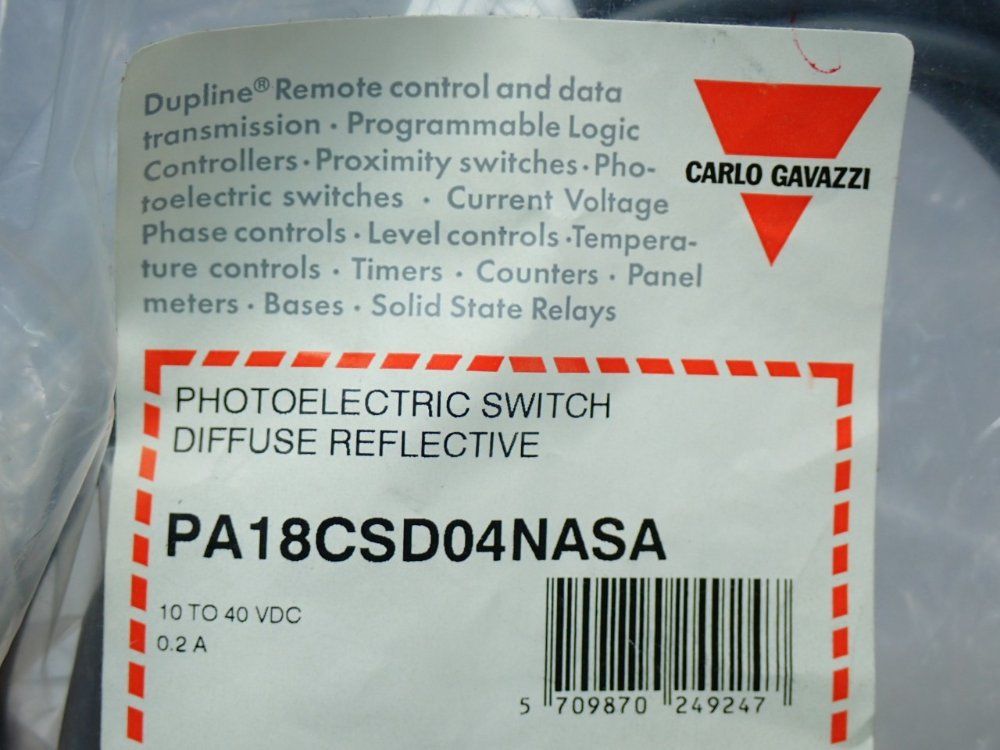 Dupline® Remote control and data
transmission · Programmable Logic
Controllers · Proximity switches · Pho-
toelectric switches · Current Voltage
Phase controls · Level controls · Tempera-
ture controls · Timers · Counters · Panel
meters · Bases · Solid State Relays
CARLO GAVAZZI
PHOTOELECTRIC SWITCH
DIFFUSE REFLECTIVE
PA18CSD04NASA
10 TO 40 VDC
0.2 A
5 709870 249247